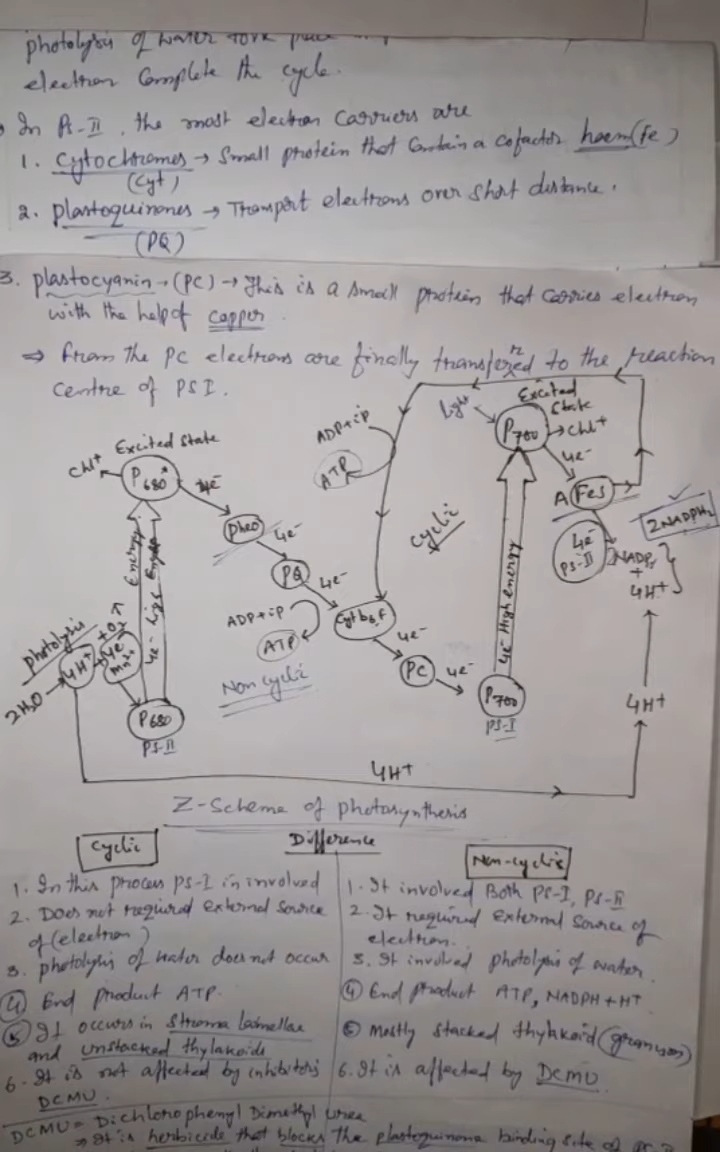 photolysis of water
electron Complete the cycle.
In PS-II, the most electron carriers are
1. Cytochromes → Small protein that Contain a cofactor haem(Fe)
(Cyt)
2. plastoquinones → Transport electrons over short distance.
(PQ)
3. plastocyanin → (PC) → This is a small protein that carries electron
with the help of copper.
⇒ from the PC electrons are finally transferred to the reaction
centre of PS I.
Excited State
Chl+
P680*
4e-
Pheo
4e-
PQ
4e-
ADP+ip
ATP
Non cyclic
Cyt b6,f
4e-
PC
4e-
P700
PS-I
4e- High energy
light
Excited
State
P700
Chl+
4e-
A FeS
4e-
PS-II
NADP
+
4H+
2NADPH2
ADP+ip
ATP
Cyclic
photolysis
2H2O
4H+
+O2↑
4e-
Energy
P680
PS-II
4H+
4H+
Z-Scheme of photosynthesis
Difference
Cyclic
1. In this process PS-I in involved
2. Does not required External Source
of (electron)
3. photolysis of water does not occur
④ End product ATP.
⑤ It occurs in Stroma lamellae
and unstacked thylakoids
6. It is not affected by inhibitors
DCMU.
Non-cyclic
1. It involved Both PS-I, PS-II
2. It required External Source of
electron.
3. It involved photolysis of water.
④ End product ATP, NADPH+H+
⑤ Mostly stacked thylakoid
6. It is affected by DCMU
DCMU = Dichlorophenyl Dimethyl urea
⇒ It is herbicide that blocks the plastoquinone binding site of